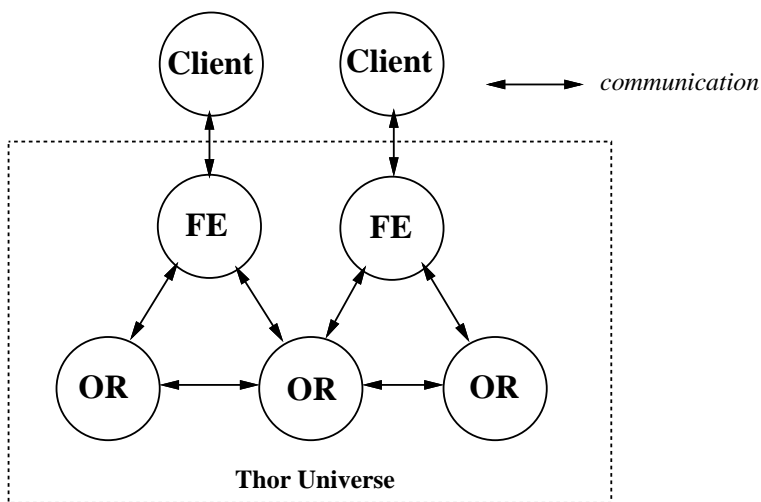 Client
Client
communication
FE
FE
OR
OR
OR
Thor Universe